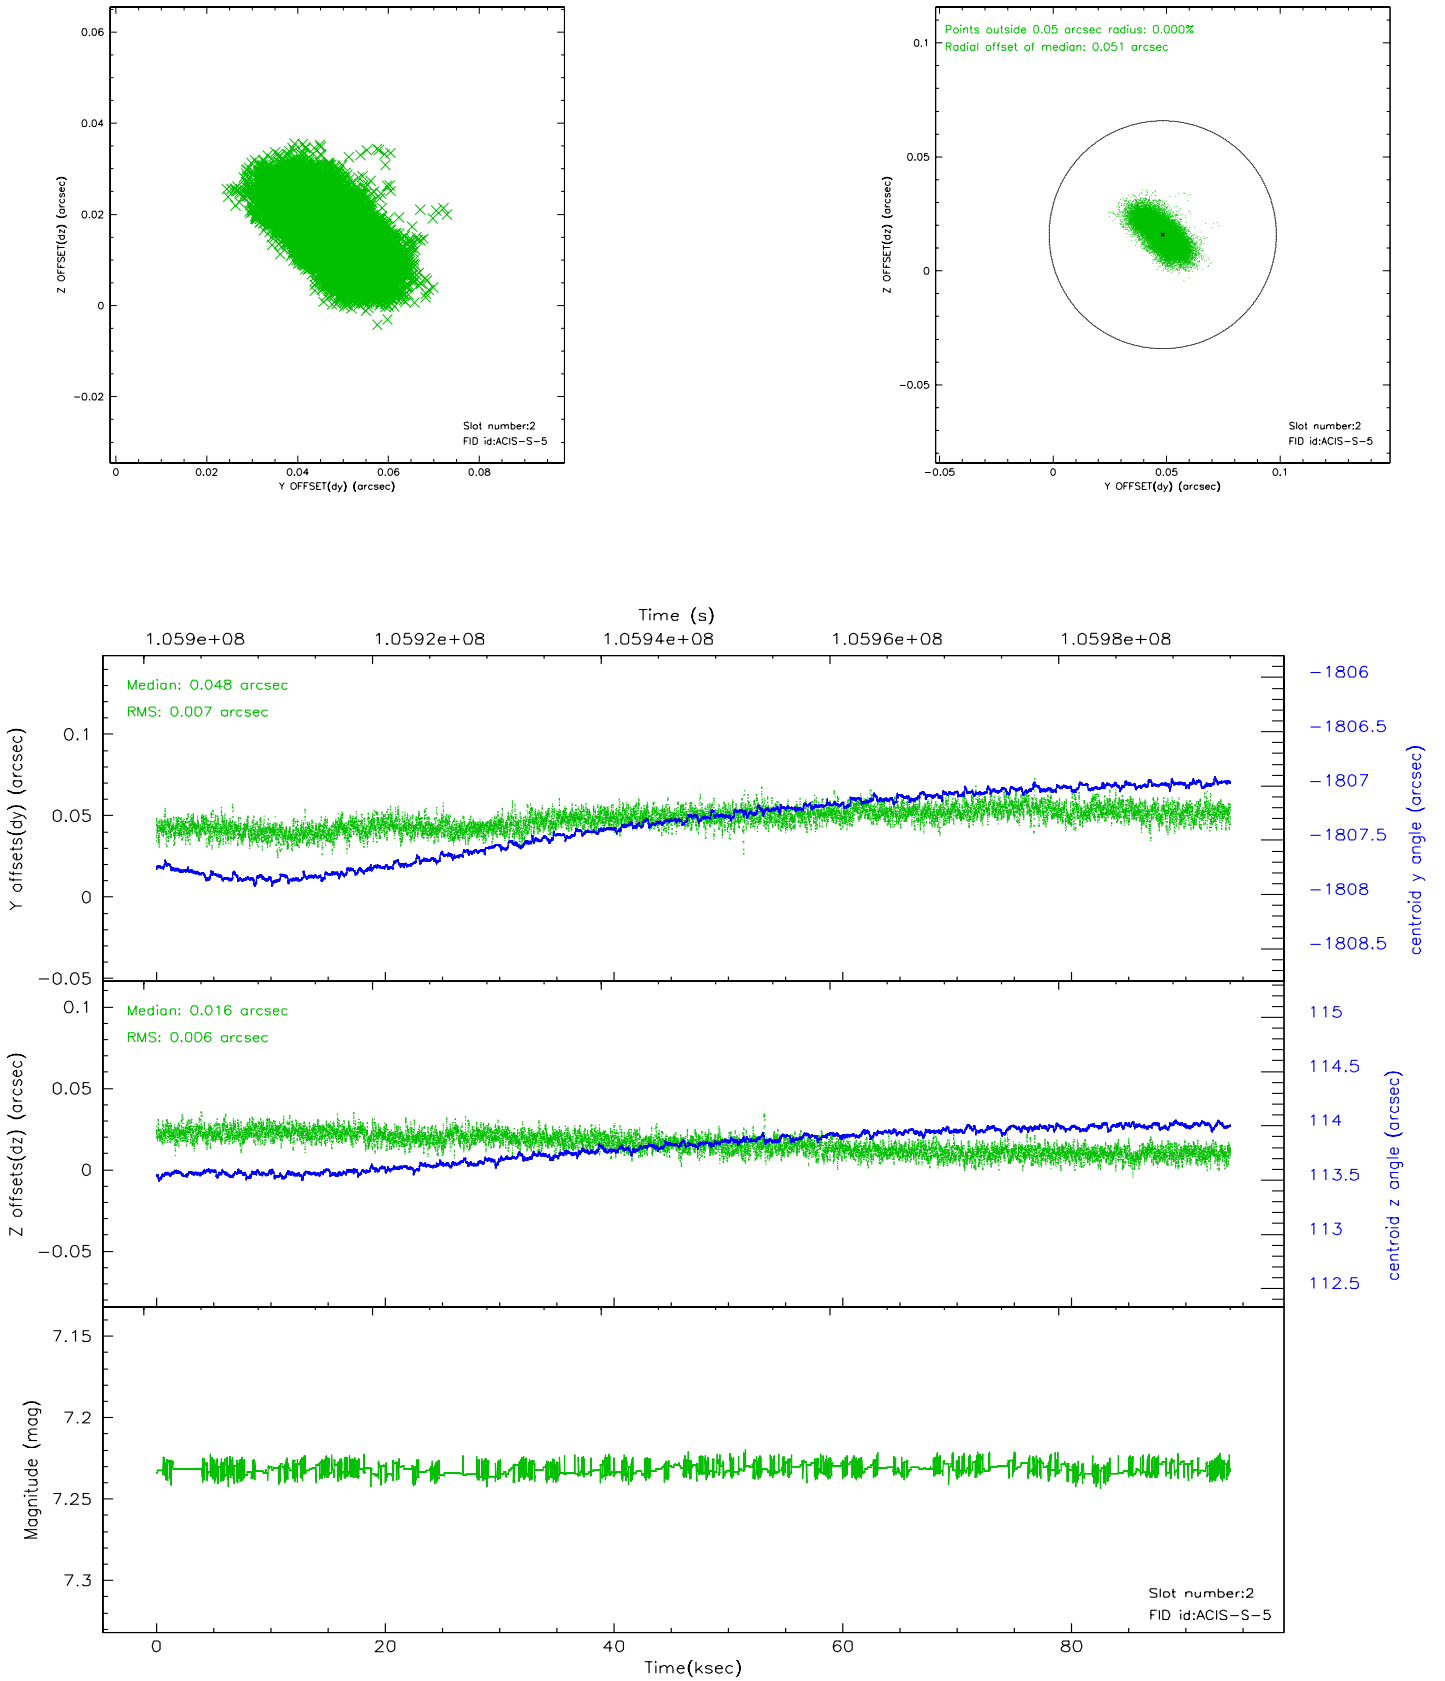 0.06
0.04
0.02
0
−0.02
Z OFFSET(dz) (arcsec)
Slot number:2
FID id:ACIS−S−5
0 0.02 0.04 0.06 0.08
Y OFFSET(dy) (arcsec)
Points outside 0.05 arcsec radius: 0.000%
Radial offset of median: 0.051 arcsec
0.1
0.05
0
−0.05
Z OFFSET(dz) (arcsec)
Slot number:2
FID id:ACIS−S−5
−0.05 0 0.05 0.1
Y OFFSET(dy) (arcsec)
Time (s)
1.059e+08 1.0592e+08 1.0594e+08 1.0596e+08 1.0598e+08
Median: 0.048 arcsec
RMS: 0.007 arcsec
0.1
0.05
0
−0.05
Y offsets(dy) (arcsec)
−1806
−1806.5
−1807
−1807.5
−1808
−1808.5
centroid y angle (arcsec)
Median: 0.016 arcsec
RMS: 0.006 arcsec
0.1
0.05
0
−0.05
Z offsets(dz) (arcsec)
115
114.5
114
113.5
113
112.5
centroid z angle (arcsec)
7.15
7.2
7.25
7.3
Magnitude (mag)
Slot number:2
FID id:ACIS−S−5
0 20 40 60 80
Time(ksec)